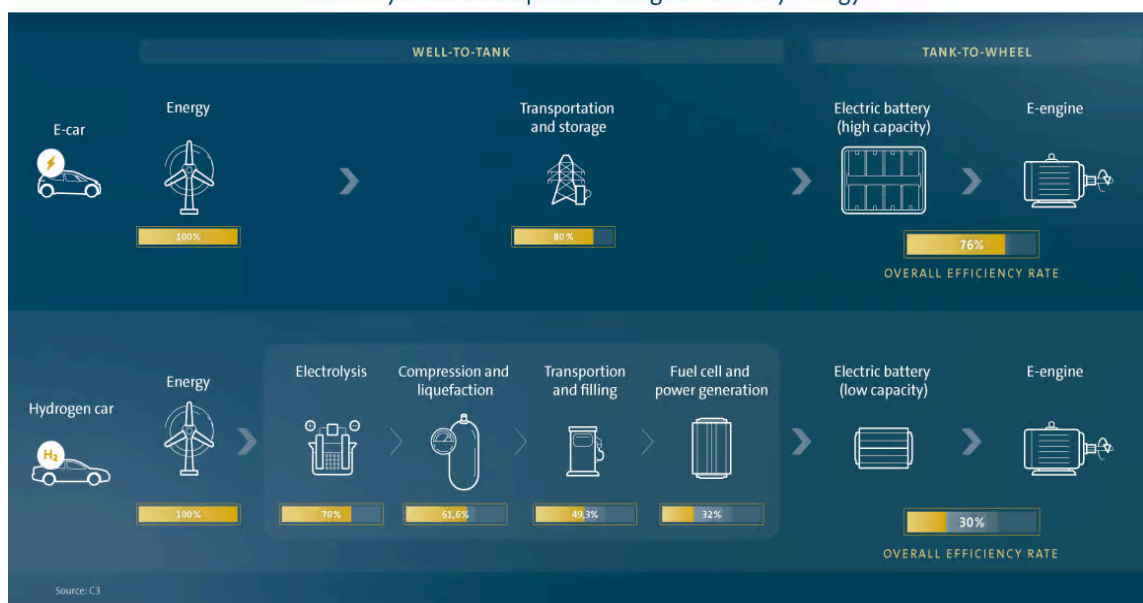 WELL-TO-TANK
TANK-TO-WHEEL
E-car
Energy
Transportation
and storage
Electric battery
(high capacity)
E-engine
100%
80%
76%
OVERALL EFFICIENCY RATE
Hydrogen car
H₂
Energy
Electrolysis
Compression and
liquefaction
Transportion
and filling
Fuel cell and
power generation
Electric battery
(low capacity)
E-engine
100%
70%
61,6%
49,3%
32%
30%
OVERALL EFFICIENCY RATE
Source: C3